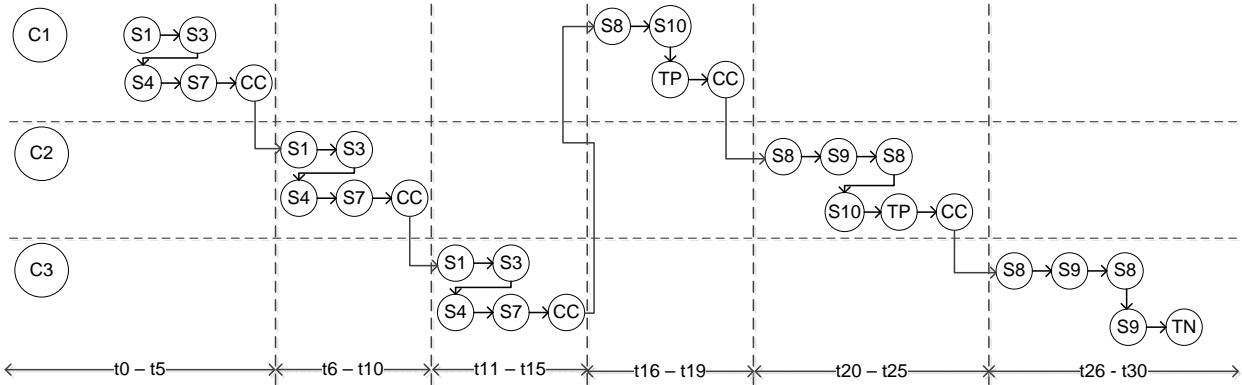 C1
S1 S3
S4 S7 CC
S8 S10
TP CC
C2
S1 S3
S4 S7 CC
S8 S9 S8
S10 TP CC
C3
S1 S3
S4 S7 CC
S8 S9 S8
S9 TN
t0 – t5 t6 – t10 t11 – t15 t16 – t19 t20 – t25 t26 - t30